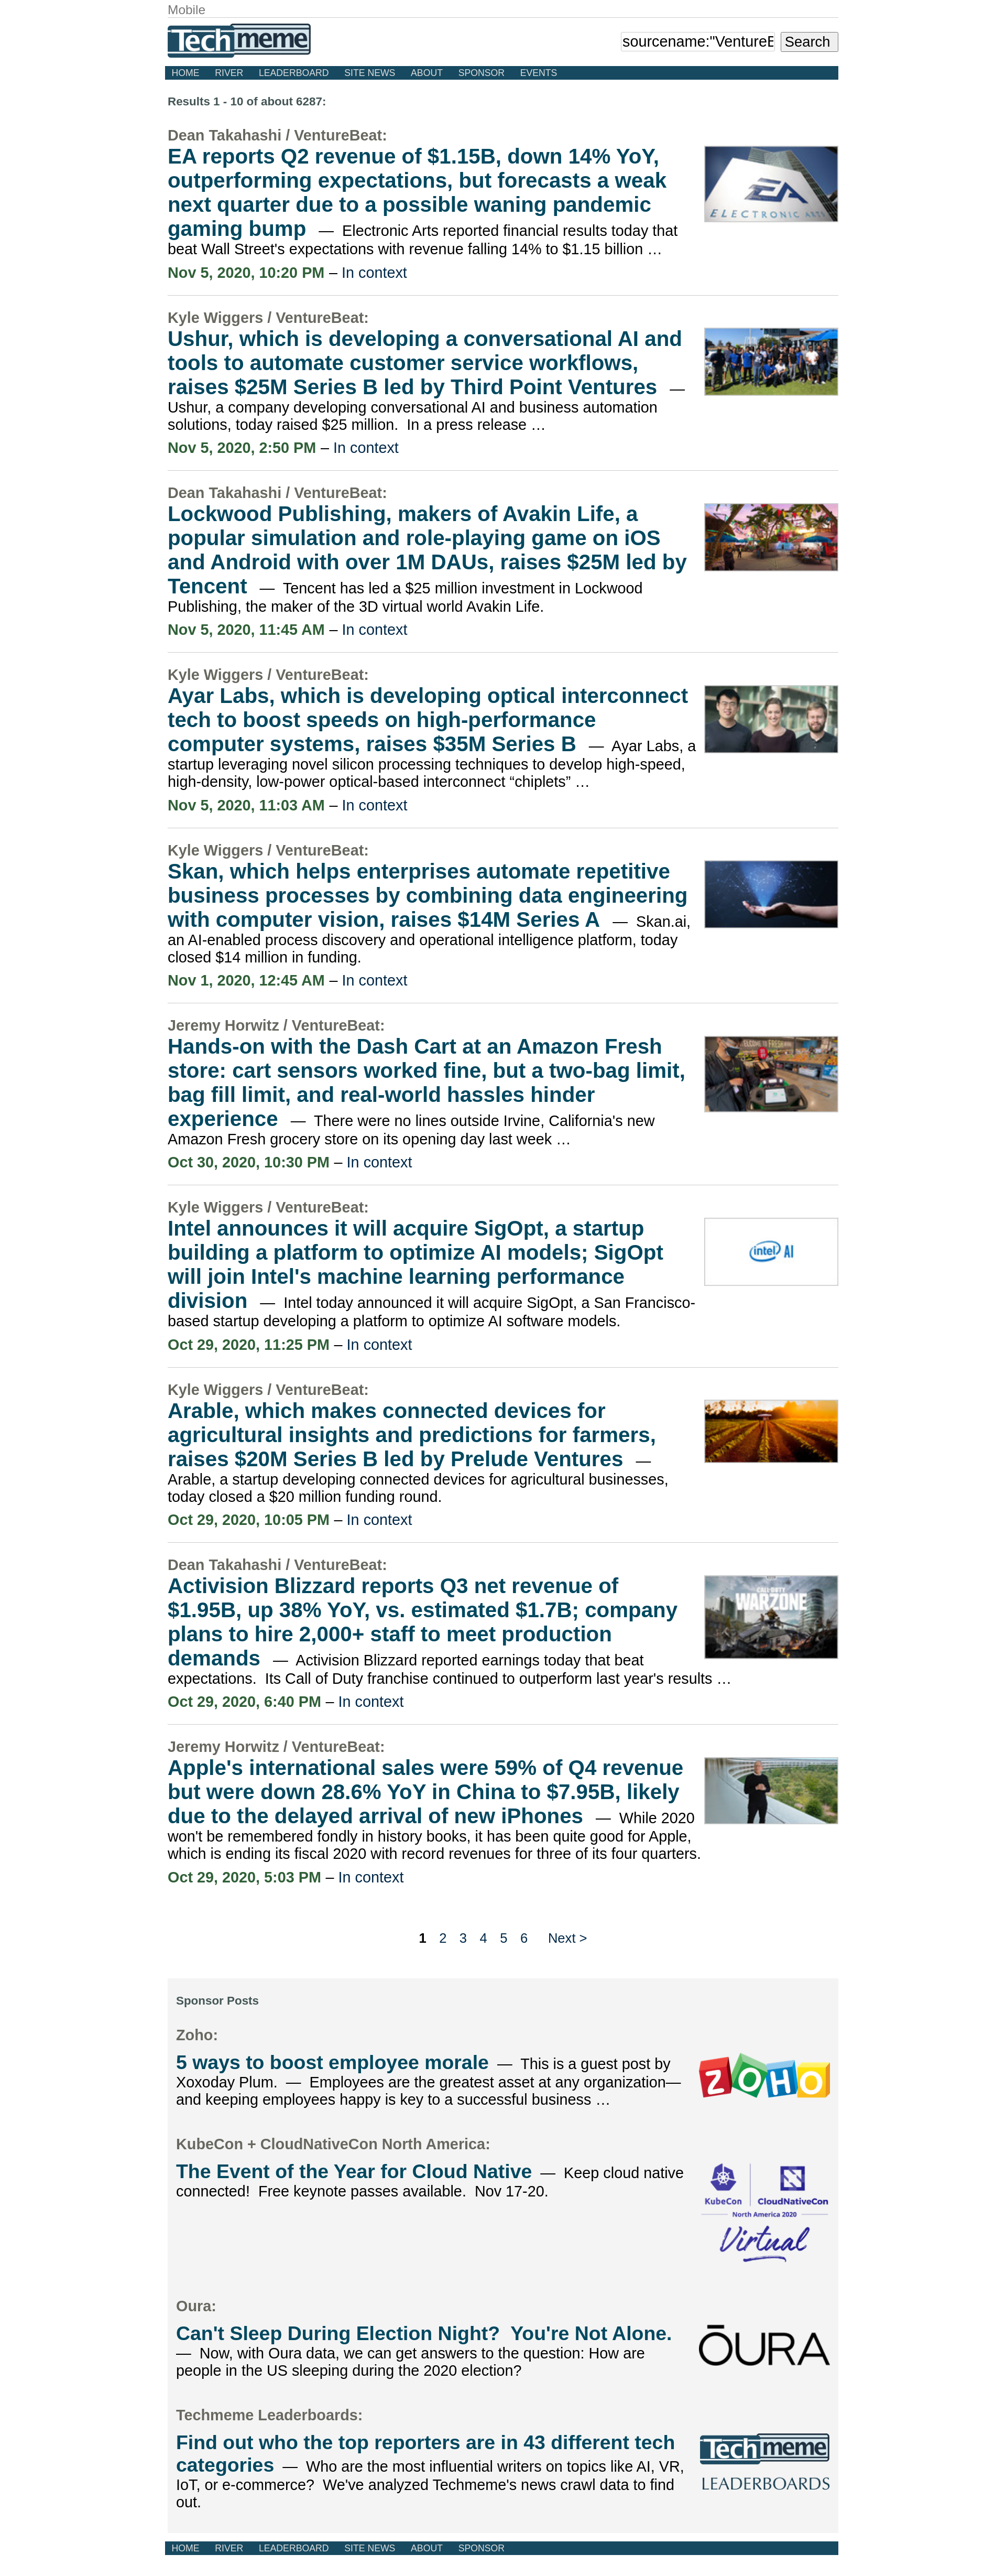 Mobile
Techmeme
sourcename:"VentureB
Search
HOME RIVER LEADERBOARD SITE NEWS ABOUT SPONSOR EVENTS
Results 1 - 10 of about 6287:
Dean Takahashi / VentureBeat:
EA reports Q2 revenue of $1.15B, down 14% YoY,
outperforming expectations, but forecasts a weak
next quarter due to a possible waning pandemic
gaming bump — Electronic Arts reported financial results today that
beat Wall Street's expectations with revenue falling 14% to $1.15 billion …
EA
ELECTRONIC ARTS
Nov 5, 2020, 10:20 PM – In context
Kyle Wiggers / VentureBeat:
Ushur, which is developing a conversational AI and
tools to automate customer service workflows,
raises $25M Series B led by Third Point Ventures —
Ushur, a company developing conversational AI and business automation
solutions, today raised $25 million. In a press release …
Nov 5, 2020, 2:50 PM – In context
Dean Takahashi / VentureBeat:
Lockwood Publishing, makers of Avakin Life, a
popular simulation and role-playing game on iOS
and Android with over 1M DAUs, raises $25M led by
Tencent — Tencent has led a $25 million investment in Lockwood
Publishing, the maker of the 3D virtual world Avakin Life.
Nov 5, 2020, 11:45 AM – In context
Kyle Wiggers / VentureBeat:
Ayar Labs, which is developing optical interconnect
tech to boost speeds on high-performance
computer systems, raises $35M Series B — Ayar Labs, a
startup leveraging novel silicon processing techniques to develop high-speed,
high-density, low-power optical-based interconnect “chiplets” …
Nov 5, 2020, 11:03 AM – In context
Kyle Wiggers / VentureBeat:
Skan, which helps enterprises automate repetitive
business processes by combining data engineering
with computer vision, raises $14M Series A — Skan.ai,
an AI-enabled process discovery and operational intelligence platform, today
closed $14 million in funding.
Nov 1, 2020, 12:45 AM – In context
Jeremy Horwitz / VentureBeat:
Hands-on with the Dash Cart at an Amazon Fresh
store: cart sensors worked fine, but a two-bag limit,
bag fill limit, and real-world hassles hinder
experience — There were no lines outside Irvine, California's new
Amazon Fresh grocery store on its opening day last week …
Oct 30, 2020, 10:30 PM – In context
Kyle Wiggers / VentureBeat:
Intel announces it will acquire SigOpt, a startup
building a platform to optimize AI models; SigOpt
will join Intel's machine learning performance
division — Intel today announced it will acquire SigOpt, a San Francisco-
based startup developing a platform to optimize AI software models.
intel AI
Oct 29, 2020, 11:25 PM – In context
Kyle Wiggers / VentureBeat:
Arable, which makes connected devices for
agricultural insights and predictions for farmers,
raises $20M Series B led by Prelude Ventures —
Arable, a startup developing connected devices for agricultural businesses,
today closed a $20 million funding round.
Oct 29, 2020, 10:05 PM – In context
Dean Takahashi / VentureBeat:
Activision Blizzard reports Q3 net revenue of
$1.95B, up 38% YoY, vs. estimated $1.7B; company
plans to hire 2,000+ staff to meet production
demands — Activision Blizzard reported earnings today that beat
expectations. Its Call of Duty franchise continued to outperform last year's results …
CALL OF DUTY
WARZONE
Oct 29, 2020, 6:40 PM – In context
Jeremy Horwitz / VentureBeat:
Apple's international sales were 59% of Q4 revenue
but were down 28.6% YoY in China to $7.95B, likely
due to the delayed arrival of new iPhones — While 2020
won't be remembered fondly in history books, it has been quite good for Apple,
which is ending its fiscal 2020 with record revenues for three of its four quarters.
Oct 29, 2020, 5:03 PM – In context
1 2 3 4 5 6 Next >
Sponsor Posts
Zoho:
5 ways to boost employee morale — This is a guest post by
Xoxoday Plum. — Employees are the greatest asset at any organization—
and keeping employees happy is key to a successful business …
ZOHO
KubeCon + CloudNativeCon North America:
The Event of the Year for Cloud Native — Keep cloud native
connected! Free keynote passes available. Nov 17-20.
KubeCon CloudNativeCon
North America 2020
Virtual
Oura:
Can't Sleep During Election Night? You're Not Alone.
— Now, with Oura data, we can get answers to the question: How are
people in the US sleeping during the 2020 election?
ŌURA
Techmeme Leaderboards:
Find out who the top reporters are in 43 different tech
categories — Who are the most influential writers on topics like AI, VR,
IoT, or e-commerce? We've analyzed Techmeme's news crawl data to find
out.
Techmeme
LEADERBOARDS
HOME RIVER LEADERBOARD SITE NEWS ABOUT SPONSOR